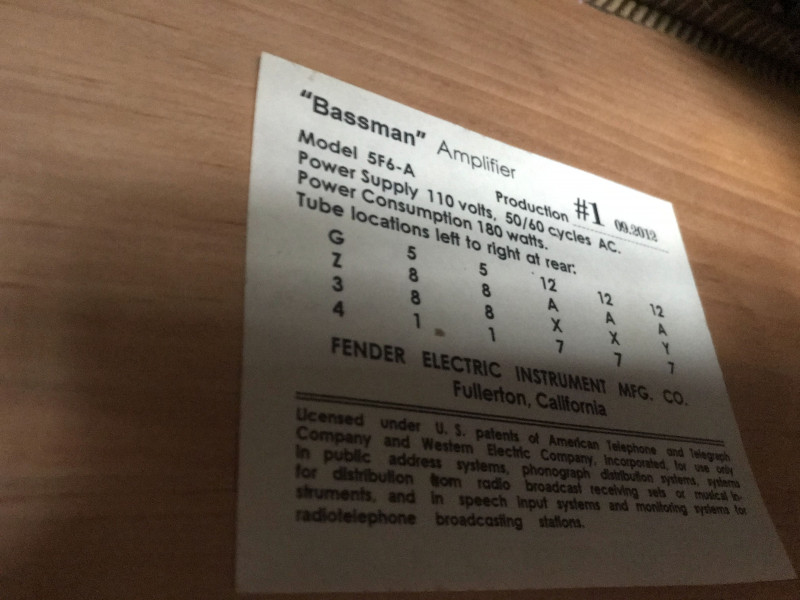 "Bassman" Amplifier
Model 5F6-A Production #1 09.2012
Power Supply 110 volts, 50/60 cycles AC.
Power Consumption 180 watts.
Tube locations left to right at rear:
G 5 5 12 12 12
Z 8 8 A A A
3 8 8 X X Y
4 1 1 7 7 7
FENDER ELECTRIC INSTRUMENT MFG. CO.
Fullerton, California
Licensed under U. S. patents of American Telephone and Telegraph
Company and Western Electric Company, Incorporated, for use only
in public address systems, phonograph distribution systems, systems
for distribution from radio broadcast receiving sets or musical in-
struments, and in speech input systems and monitoring systems for
radiotelephone broadcasting stations.